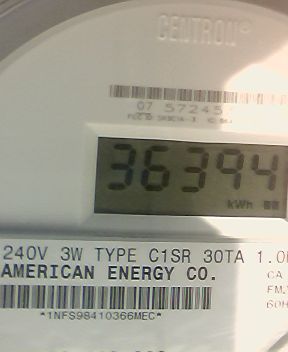 CENTRON®
07 57245
36394
kWh
240V 3W TYPE C1SR 30TA 1.0
AMERICAN ENERGY CO.
CA
FM.
60H
*1NFS98410366MEC*